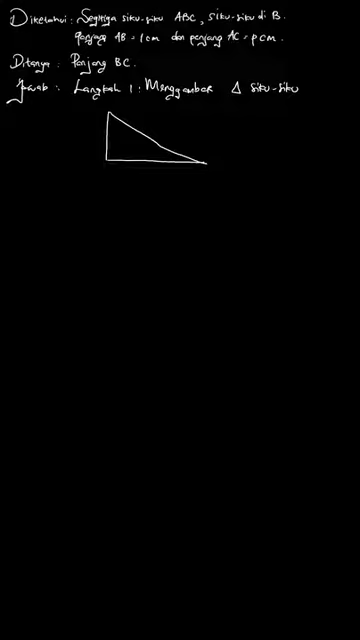 Diketahui : Segitiga siku-siku ABC, siku-siku di B.
panjang AB = 1 cm dan panjang AC = p cm.
Ditanya : Panjang BC.
Jawab : Langkah 1 : Menggambar Δ siku-siku